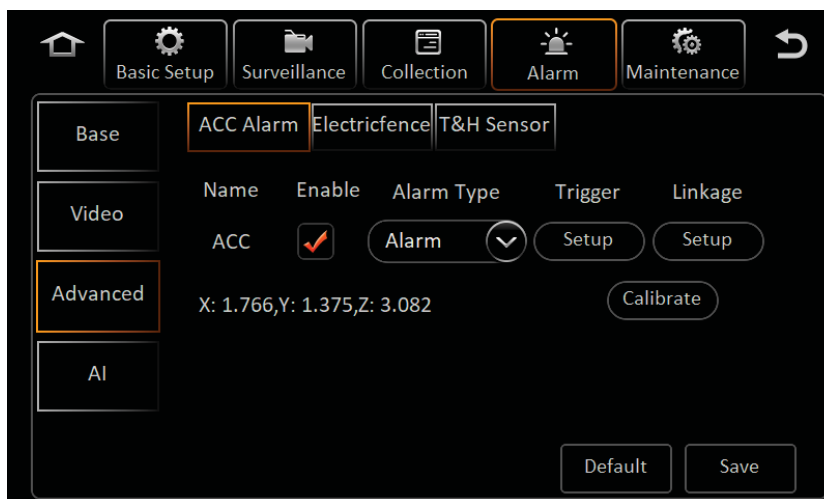 Basic Setup Surveillance Collection Alarm Maintenance
Base
ACC Alarm Electricfence T&H Sensor
Name Enable Alarm Type Trigger Linkage
Video
ACC Alarm Setup Setup
Advanced
X: 1.766,Y: 1.375,Z: 3.082 Calibrate
AI
Default Save